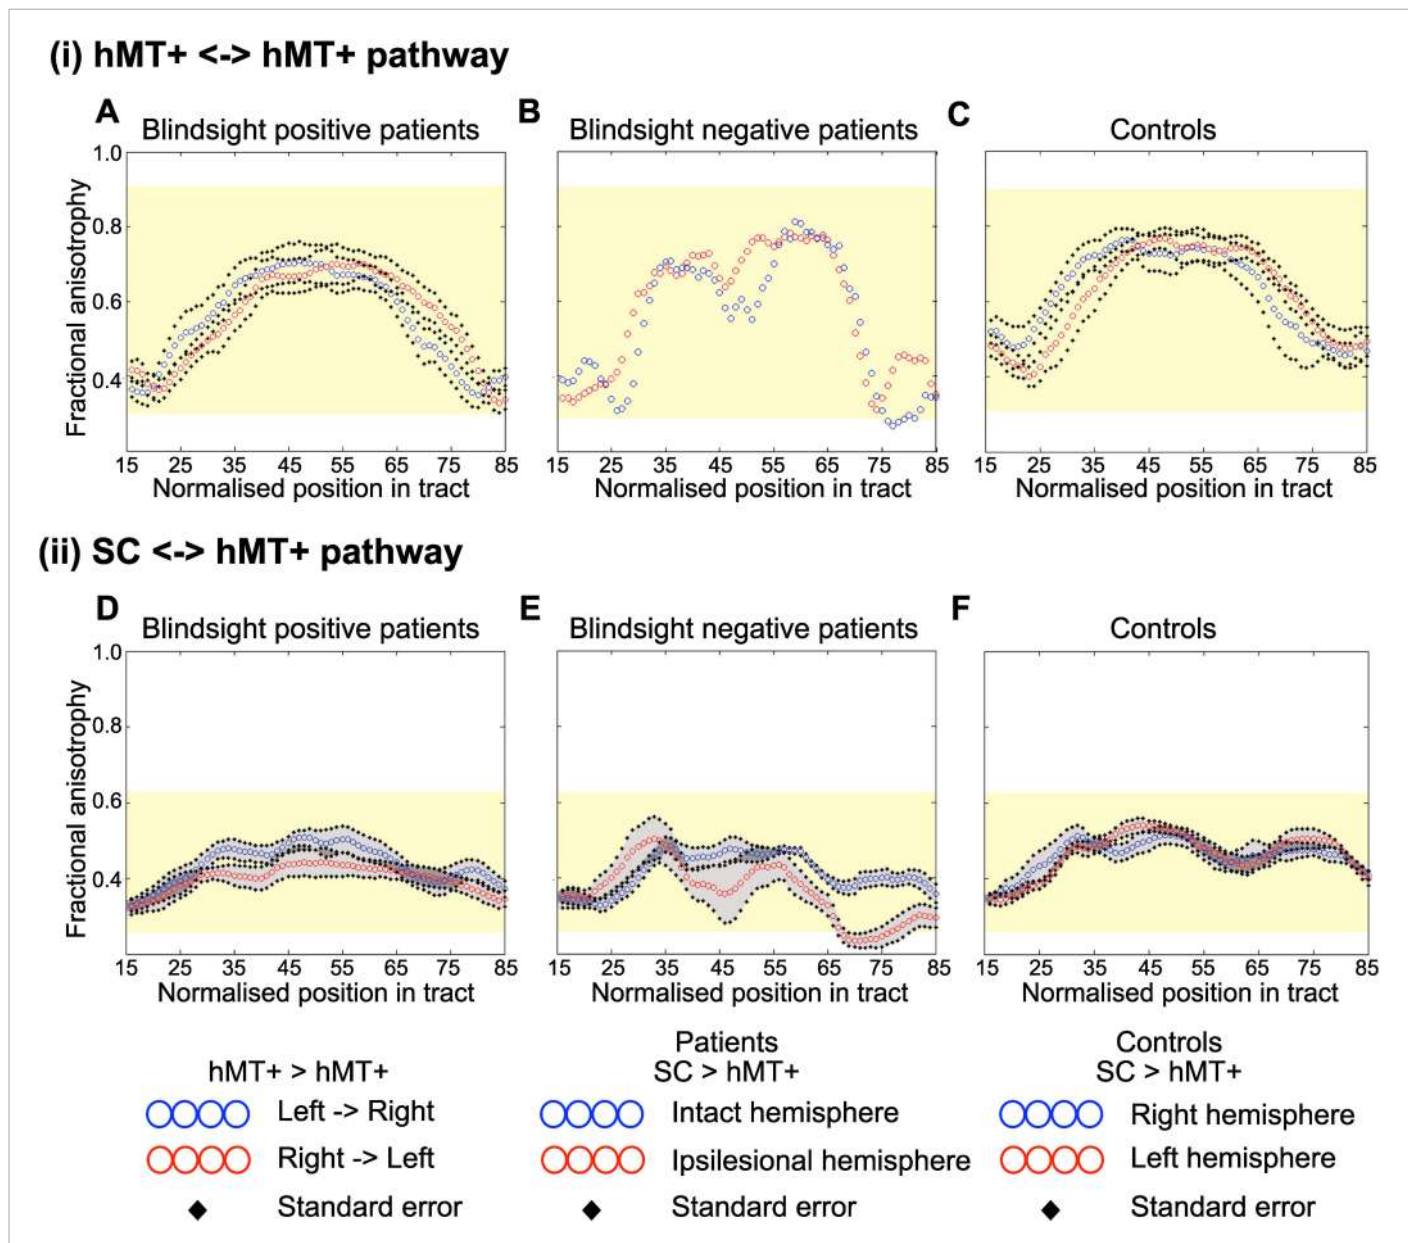 (i) hMT+ <-> hMT+ pathway
A B C
Blindsight positive patients Blindsight negative patients Controls
Fractional anisotropy
1.0
0.8
0.6
0.4
15 25 35 45 55 65 75 85 15 25 35 45 55 65 75 85 15 25 35 45 55 65 75 85
Normalised position in tract Normalised position in tract Normalised position in tract
(ii) SC <-> hMT+ pathway
D E F
Blindsight positive patients Blindsight negative patients Controls
Fractional anisotropy
1.0
0.8
0.6
0.4
15 25 35 45 55 65 75 85 15 25 35 45 55 65 75 85 15 25 35 45 55 65 75 85
Normalised position in tract Normalised position in tract Normalised position in tract
Patients Controls
hMT+ > hMT+ SC > hMT+ SC > hMT+
Left -> Right Intact hemisphere Right hemisphere
Right -> Left Ipsilesional hemisphere Left hemisphere
Standard error Standard error Standard error